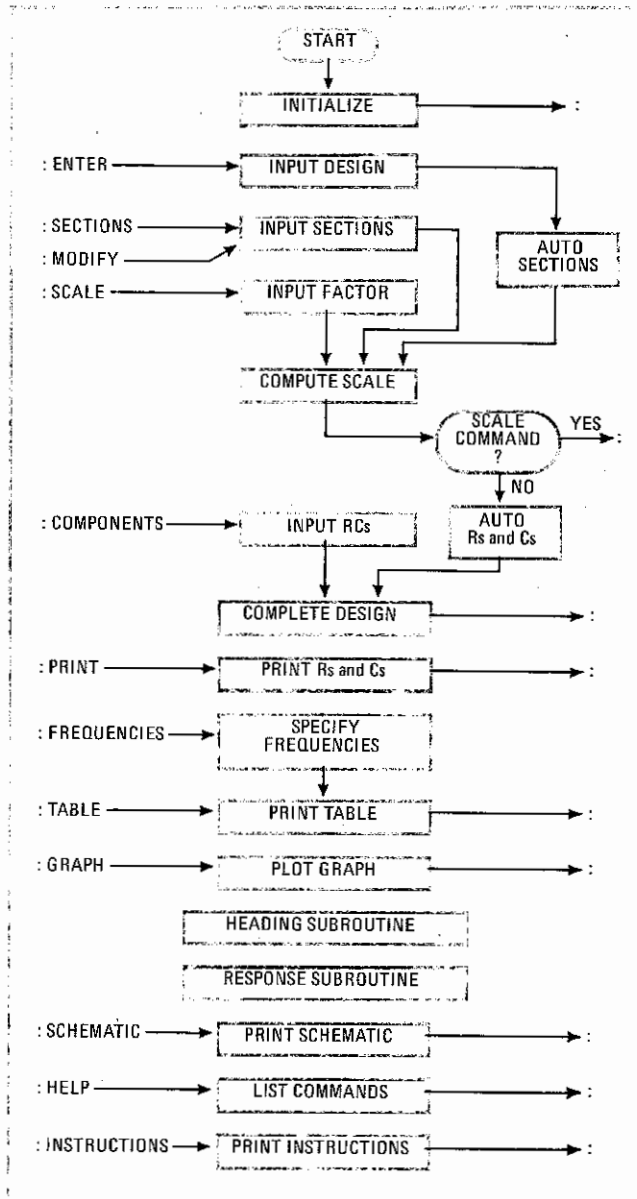 START
INITIALIZE :
: ENTER INPUT DESIGN
: SECTIONS INPUT SECTIONS
AUTO
SECTIONS
: MODIFY
: SCALE INPUT FACTOR
COMPUTE SCALE
SCALE
COMMAND
?
YES :
NO
: COMPONENTS INPUT RCs
AUTO
Rs and Cs
COMPLETE DESIGN :
: PRINT PRINT Rs and Cs :
: FREQUENCIES SPECIFY
FREQUENCIES
: TABLE PRINT TABLE :
: GRAPH PLOT GRAPH :
HEADING SUBROUTINE
RESPONSE SUBROUTINE
: SCHEMATIC PRINT SCHEMATIC :
: HELP LIST COMMANDS :
: INSTRUCTIONS PRINT INSTRUCTIONS :